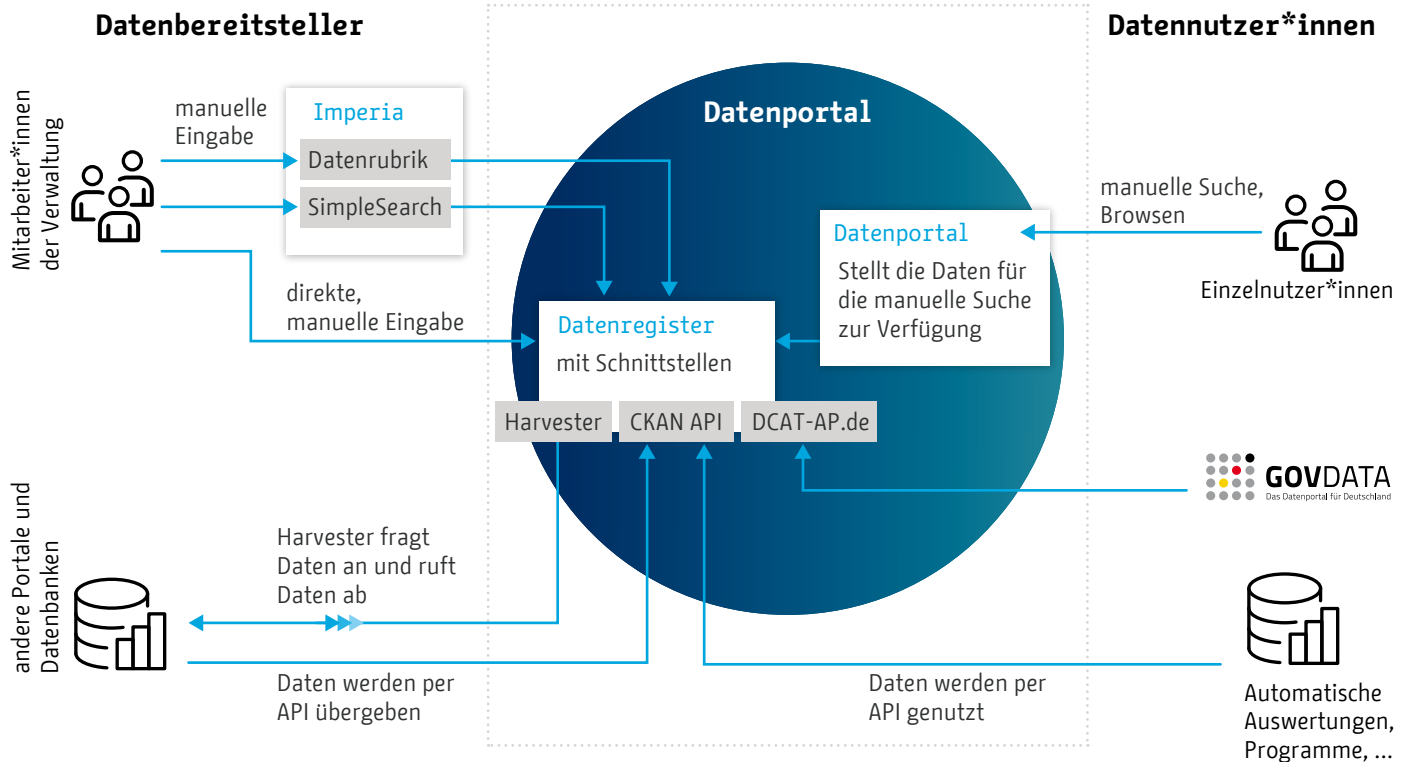 Datenbereitsteller
Datennutzer*innen
Mitarbeiter*innen
der Verwaltung
manuelle
Eingabe
Imperia
Datenrubrik
SimpleSearch
direkte,
manuelle Eingabe
Datenportal
Datenportal
Stellt die Daten für
die manuelle Suche
zur Verfügung
manuelle Suche,
Browsen
Einzelnutzer*innen
Datenregister
mit Schnittstellen
Harvester
CKAN API
DCAT-AP.de
GOVDATA
Das Datenportal für Deutschland
andere Portale und
Datenbanken
Harvester fragt
Daten an und ruft
Daten ab
Daten werden per
API übergeben
Daten werden per
API genutzt
Automatische
Auswertungen,
Programme, ...